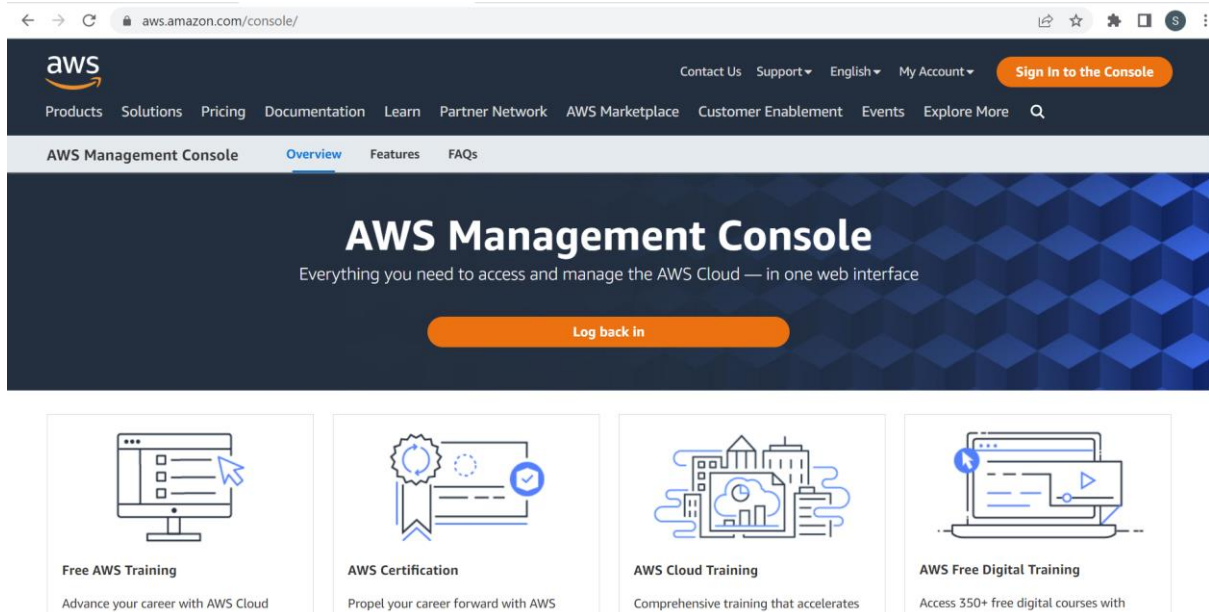 aws.amazon.com/console/
S
aws
Contact Us Support English My Account Sign In to the Console
Products Solutions Pricing Documentation Learn Partner Network AWS Marketplace Customer Enablement Events Explore More
AWS Management Console Overview Features FAQs
AWS Management Console
Everything you need to access and manage the AWS Cloud — in one web interface
Log back in
Free AWS Training
Advance your career with AWS Cloud
AWS Certification
Propel your career forward with AWS
AWS Cloud Training
Comprehensive training that accelerates
AWS Free Digital Training
Access 350+ free digital courses with